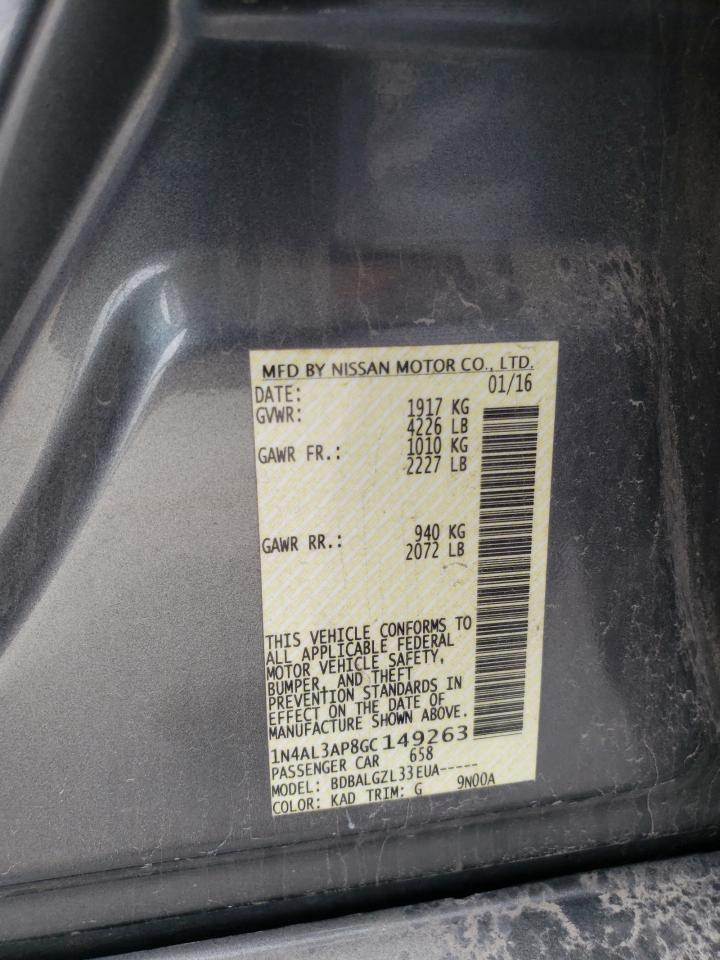 MFD BY NISSAN MOTOR CO., LTD.
DATE: 01/16
GVWR: 1917 KG
4226 LB
GAWR FR.: 1010 KG
2227 LB
GAWR RR.: 940 KG
2072 LB
THIS VEHICLE CONFORMS TO
ALL APPLICABLE FEDERAL
MOTOR VEHICLE SAFETY,
BUMPER, AND THEFT
PREVENTION STANDARDS IN
EFFECT ON THE DATE OF
MANUFACTURE SHOWN ABOVE.
1N4AL3AP8GC149263
PASSENGER CAR 658
MODEL: BDBALGZL33EUA-----
COLOR: KAD TRIM: G 9N00A